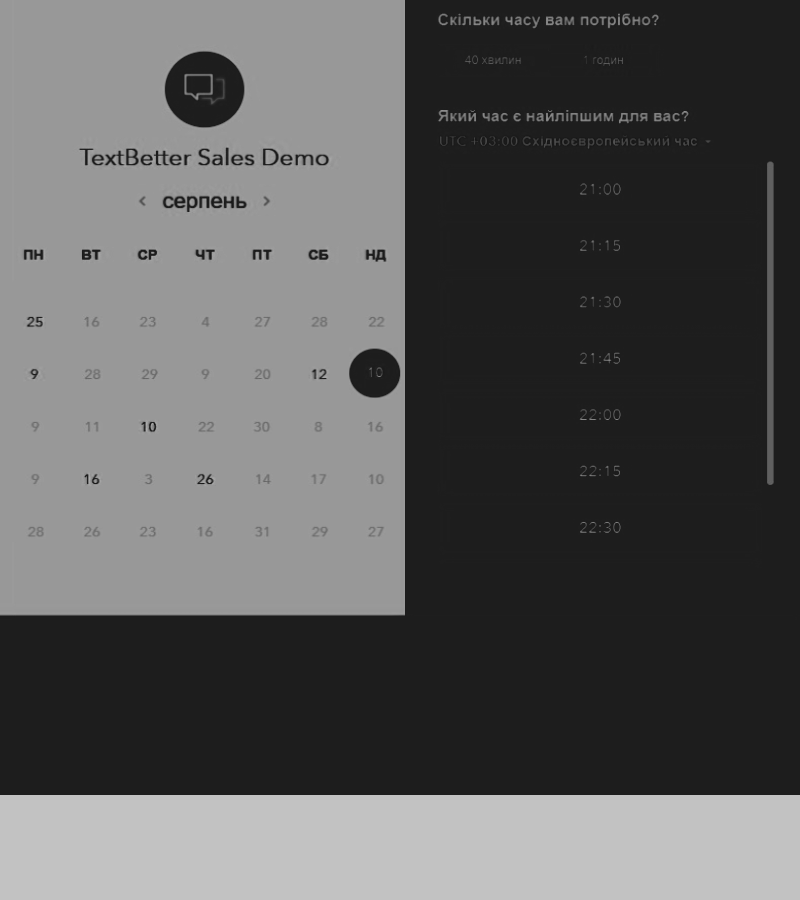 TextBetter Sales Demo
серпень
ПН ВТ СР ЧТ ПТ СБ НД
25 16 23 4 27 28 22
9 28 29 9 20 12 10
9 11 10 22 30 8 16
9 16 3 26 14 17 10
28 26 23 16 31 29 27
Скільки часу вам потрібно?
40 хвилин 1 годин
Який час є найліпшим для вас?
UTC +03:00 Східноєвропейський час
21:00
21:15
21:30
21:45
22:00
22:15
22:30